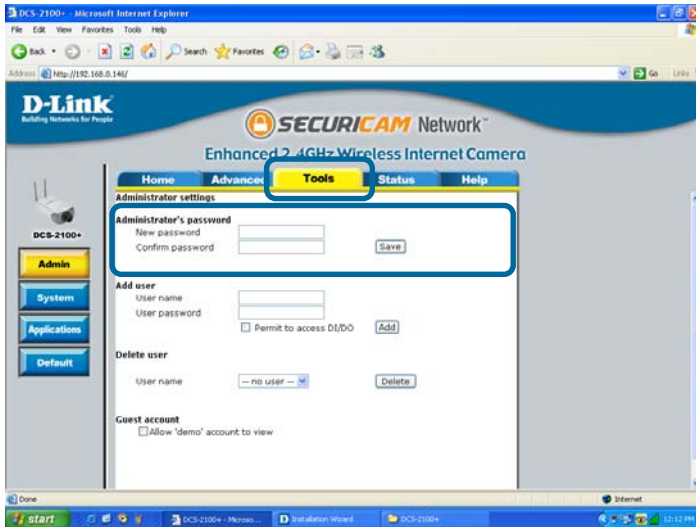 DCS-2100+ - Microsoft Internet Explorer
File Edit View Favorites Tools Help
Back Search Favorites
Address http://192.168.0.146/ Go Links
D-Link
Building Networks for People
SECURICAM Network™
Enhanced 2.4GHz Wireless Internet Camera
Home Advanced Tools Status Help
DCS-2100+
Admin
System
Applications
Default
Administrator settings
Administrator's password
New password
Confirm password Save
Add user
User name
User password
Permit to access DI/DO Add
Delete user
User name -- no user -- Delete
Guest account
Allow 'demo' account to view
Done Internet
start DCS-2100+ - Microso... Installation Wizard DCS-2100+ 12:12 PM